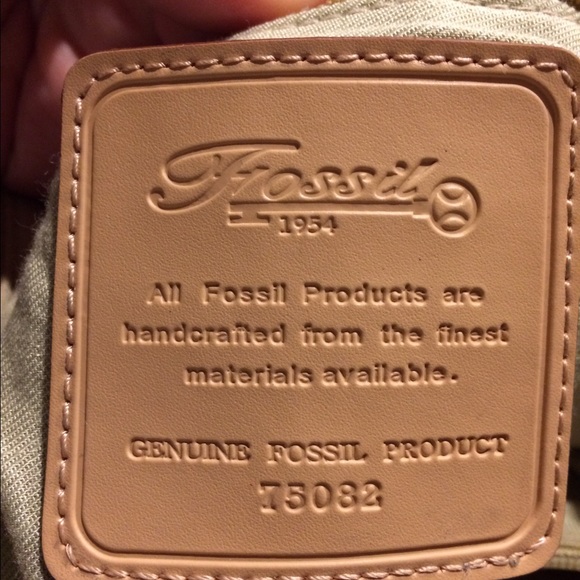 Fossil
1954
All Fossil Products are
handcrafted from the finest
materials available.
GENUINE FOSSIL PRODUCT
75082